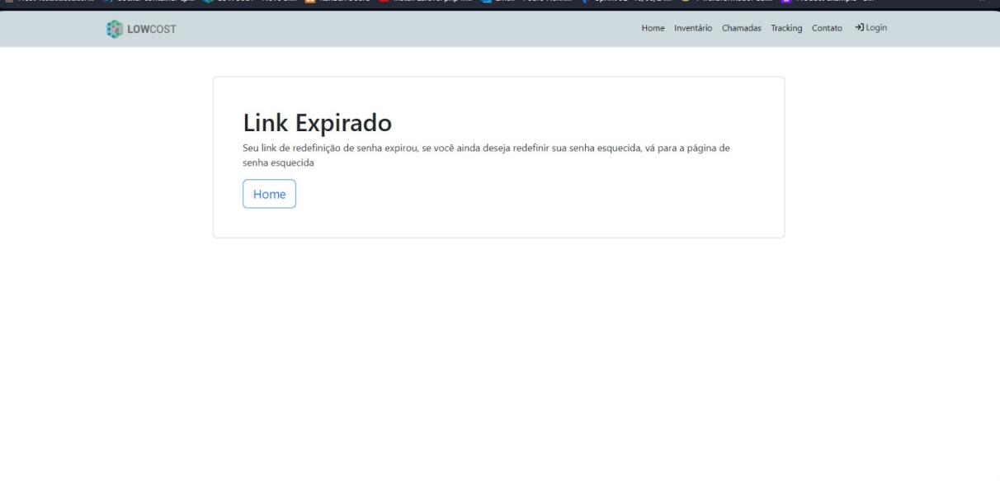 LOWCOST
Home Inventário Chamadas Tracking Contato Login
Link Expirado
Seu link de redefinição de senha expirou, se você ainda deseja redefinir sua senha esquecida, vá para a página de
senha esquecida
Home